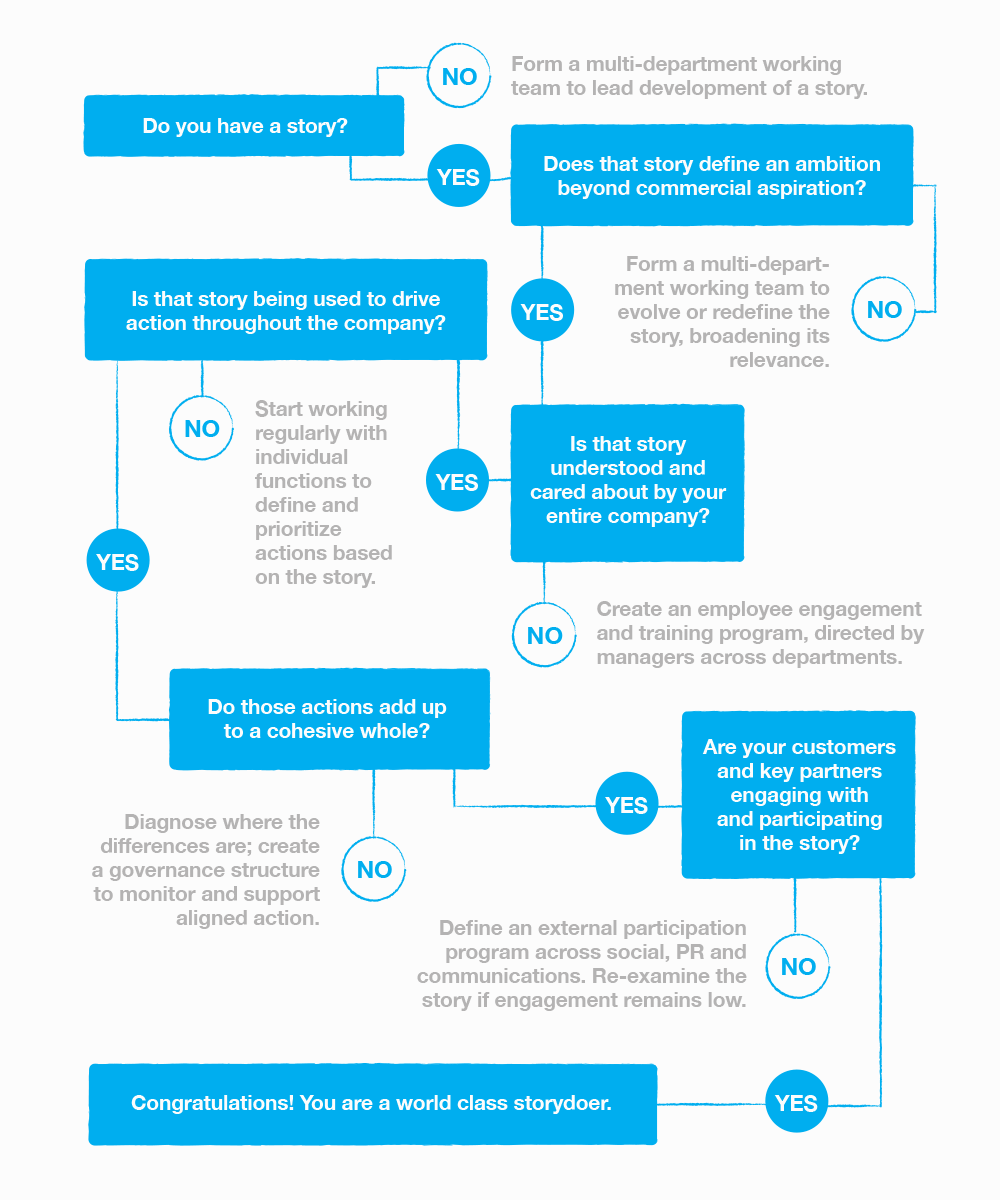 NO
Form a multi-department working
team to lead development of a story.
Do you have a story?
YES
Does that story define an ambition
beyond commercial aspiration?
NO
Form a multi-depart-
ment working team to
evolve or redefine the
story, broadening its
relevance.
YES
Is that story
understood and
cared about by your
entire company?
NO
Create an employee engagement
and training program, directed by
managers across departments.
YES
Is that story being used to drive
action throughout the company?
NO
Start working
regularly with
individual
functions to
define and
prioritize
actions based
on the story.
YES
Do those actions add up
to a cohesive whole?
NO
Diagnose where the
differences are; create
a governance structure
to monitor and support
aligned action.
YES
Are your customers
and key partners
engaging with
and participating
in the story?
NO
Define an external participation
program across social, PR and
communications. Re-examine the
story if engagement remains low.
YES
Congratulations! You are a world class storydoer.